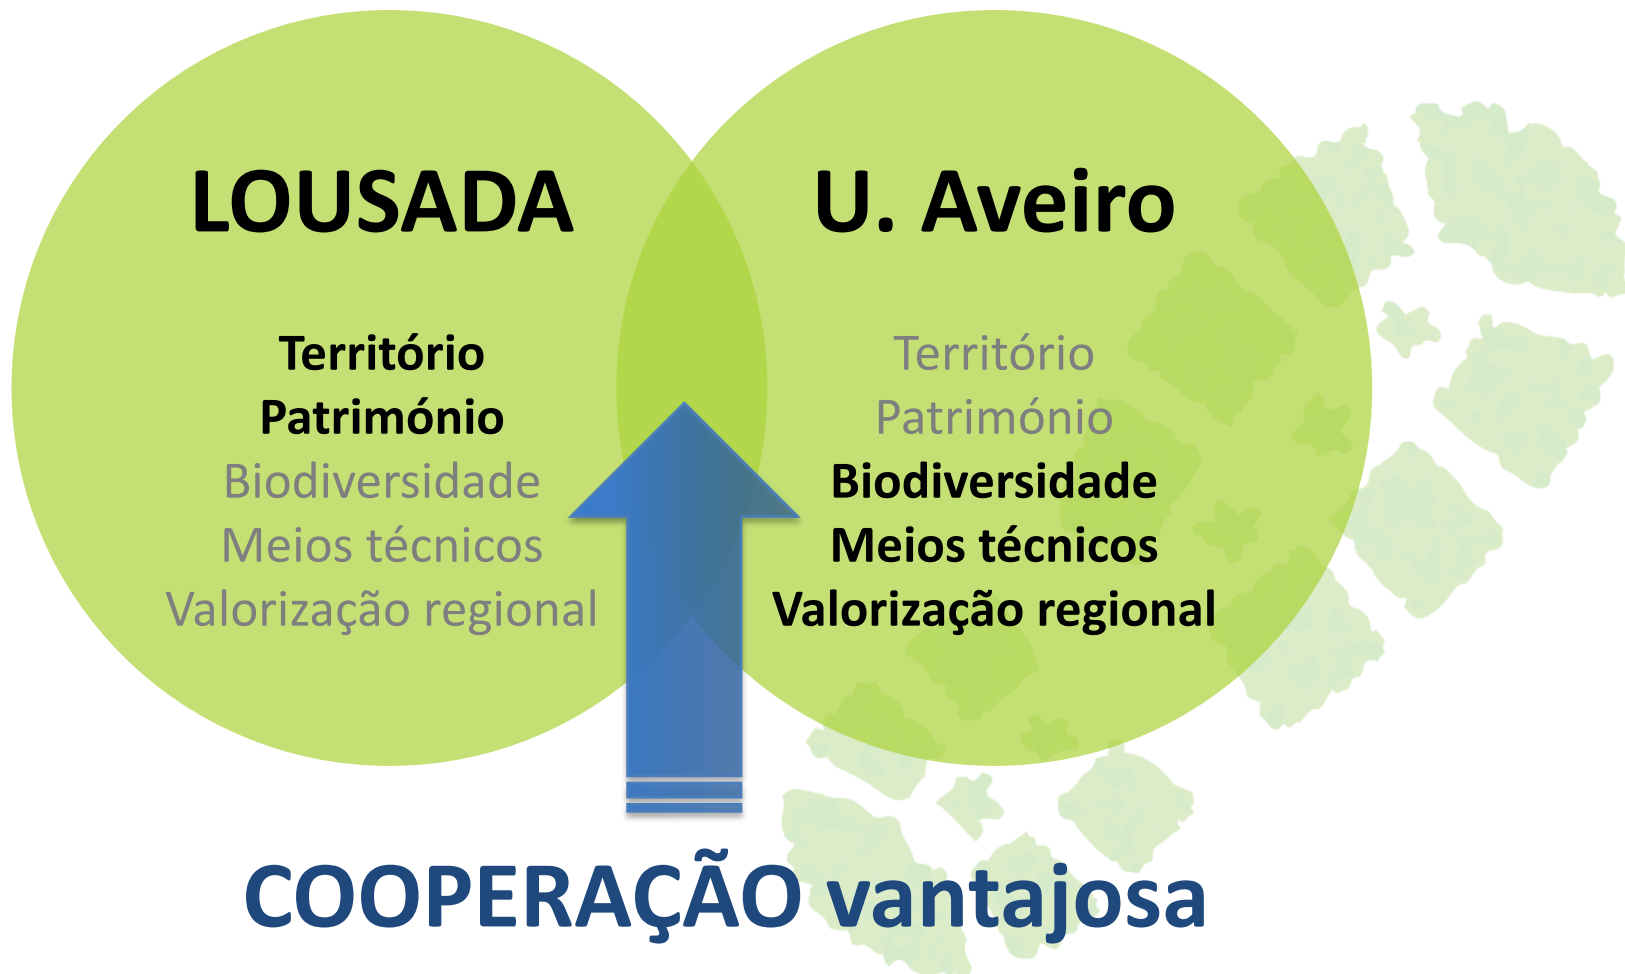 LOUSADA
Território
Património
Biodiversidade
Meios técnicos
Valorização regional
U. Aveiro
Território
Património
Biodiversidade
Meios técnicos
Valorização regional
COOPERAÇÃO vantajosa